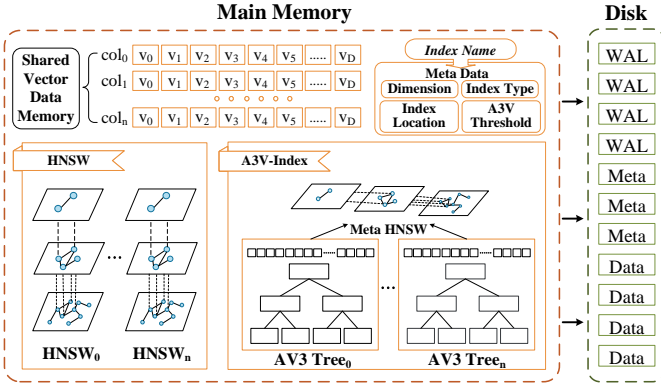 Main Memory
Disk
Shared
Vector
Data
Memory
col0 v0 v1 v2 v3 v4 v5 ..... vD
col1 v0 v1 v2 v3 v4 v5 ..... vD
coln v0 v1 v2 v3 v4 v5 ..... vD
Index Name
Meta Data
Dimension Index Type
Index
Location
A3V
Threshold
HNSW
...
HNSW0 HNSWn
A3V-Index
Meta HNSW
...
AV3 Tree0 AV3 Treen
WAL
WAL
WAL
WAL
Meta
Meta
Meta
Data
Data
Data
Data